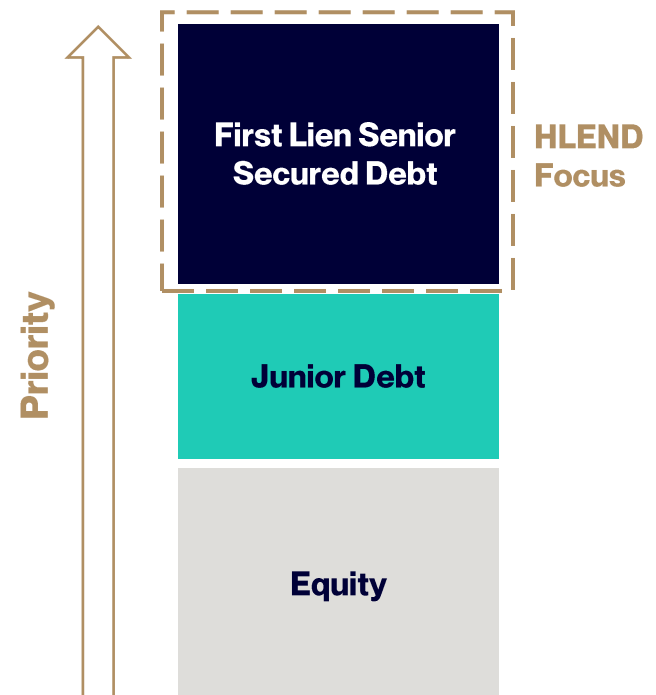 First Lien Senior
Secured Debt
HLEND
Focus
Priority
Junior Debt
Equity